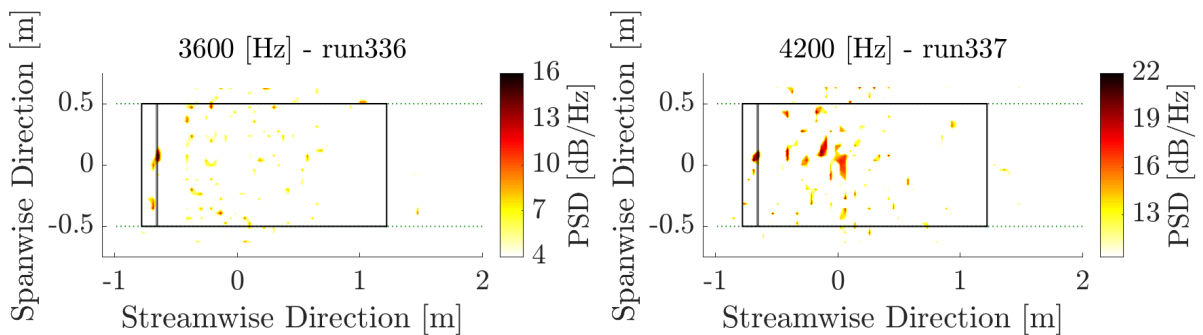 3600 [Hz] - run336
Spanwise Direction [m]
0.5
0
-0.5
-1
0
1
2
Streamwise Direction [m]
16
13
10
7
4
PSD [dB/Hz]
4200 [Hz] - run337
Spanwise Direction [m]
0.5
0
-0.5
-1
0
1
2
Streamwise Direction [m]
22
19
16
13
PSD [dB/Hz]